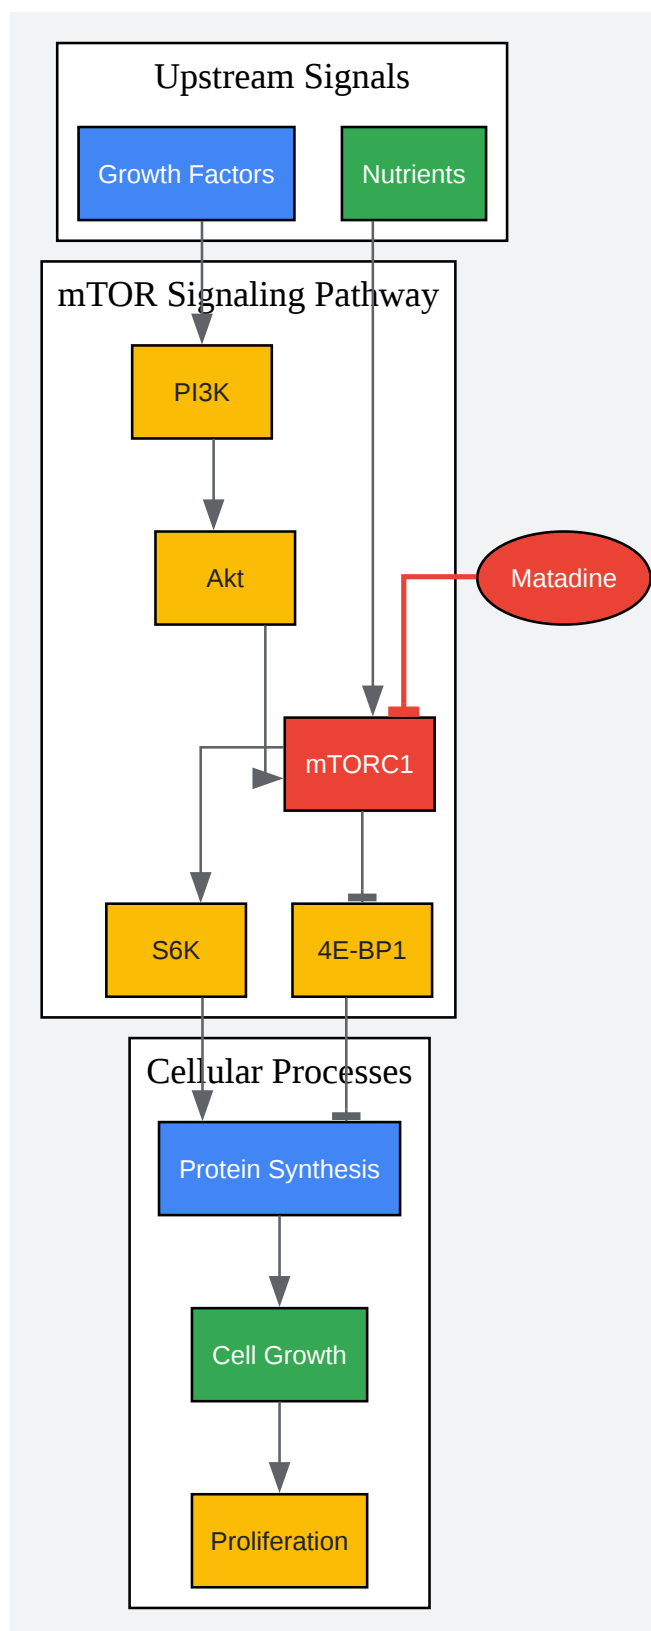 Upstream Signals
Growth Factors
Nutrients
mTOR Signaling Pathway
PI3K
Akt
Matadine
mTORC1
S6K
4E-BP1
Cellular Processes
Protein Synthesis
Cell Growth
Proliferation